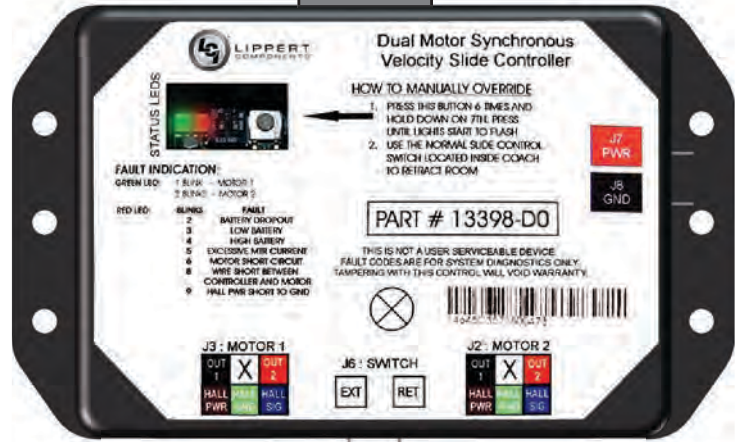 LCI LIPPERT
COMPONENTS
Dual Motor Synchronous
Velocity Slide Controller
STATUS LEDS
HOW TO MANUALLY OVERRIDE
1. PRESS THIS BUTTON 6 TIMES AND
HOLD DOWN ON 7TH. PRESS
UNTIL LIGHTS START TO FLASH
2. USE THE NORMAL SLIDE CONTROL
SWITCH LOCATED INSIDE COACH
TO RETRACT ROOM
J7
PWR
J8
GND
FAULT INDICATION:
GREEN LED: 1 BLINK - MOTOR 1
2 BLINKS - MOTOR 2
RED LED: BLINKS FAULT
2 BATTERY DROPOUT
3 LOW BATTERY
4 HIGH BATTERY
5 EXCESSIVE MTR CURRENT
6 MOTOR SHORT CIRCUIT
8 WIRE SHORT BETWEEN
CONTROLLER AND MOTOR
9 HALL PWR SHORT TO GND
PART # 13398-D0
THIS IS NOT A USER SERVICEABLE DEVICE
FAULT CODES ARE FOR SYSTEM DIAGNOSTICS ONLY.
TAMPERING WITH THIS CONTROL WILL VOID WARRANTY.
J3 : MOTOR 1
OUT 1 X OUT 2
HALL PWR HALL GND HALL SIG
J6 : SWITCH
EXT RET
J2 : MOTOR 2
OUT 1 X OUT 2
HALL PWR HALL GND HALL SIG